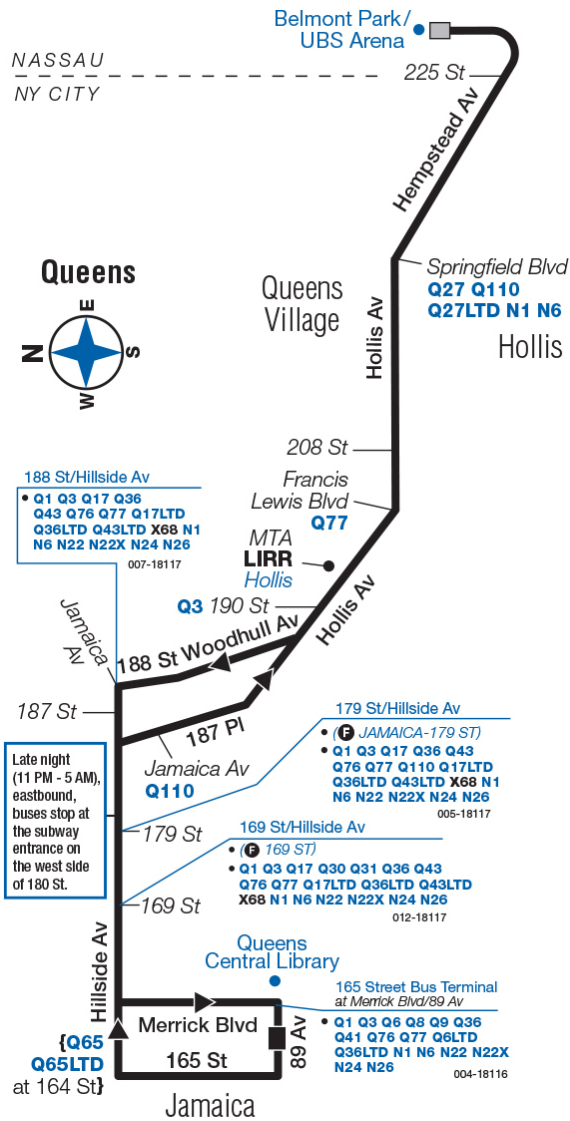 Belmont Park/
UBS Arena
NASSAU
NY CITY
225 St
Hempstead Av
Queens
E
N
S
W
Queens
Village
Hollis Av
Springfield Blvd
Q27 Q110
Q27LTD N1 N6
Hollis
208 St
Francis
Lewis Blvd
Q77
MTA
LIRR
Hollis
Q3 190 St
Hollis Av
188 St/Hillside Av
• Q1 Q3 Q17 Q36
Q43 Q76 Q77 Q17LTD
Q36LTD Q43LTD X68 N1
N6 N22 N22X N24 N26
007-18117
Jamaica
Av
188 St Woodhull Av
187 St
187 Pl
Jamaica Av
Q110
179 St/Hillside Av
• (F JAMAICA-179 ST)
• Q1 Q3 Q17 Q36 Q43
Q76 Q77 Q110 Q17LTD
Q36LTD Q43LTD X68 N1
N6 N22 N22X N24 N26
005-18117
Late night
(11 PM - 5 AM),
eastbound,
buses stop at
the subway
entrance on
the west side
of 180 St.
179 St
169 St/Hillside Av
• (F 169 ST)
• Q1 Q3 Q17 Q30 Q31 Q36 Q43
Q76 Q77 Q17LTD Q36LTD Q43LTD
X68 N1 N6 N22 N22X N24 N26
012-18117
169 St
Hillside Av
Queens
Central Library
165 Street Bus Terminal
at Merrick Blvd/89 Av
• Q1 Q3 Q6 Q8 Q9 Q36
Q41 Q76 Q77 Q6LTD
Q36LTD N1 N6 N22 N22X
N24 N26
004-18116
Merrick Blvd
89 Av
165 St
{Q65
Q65LTD
at 164 St}
Jamaica